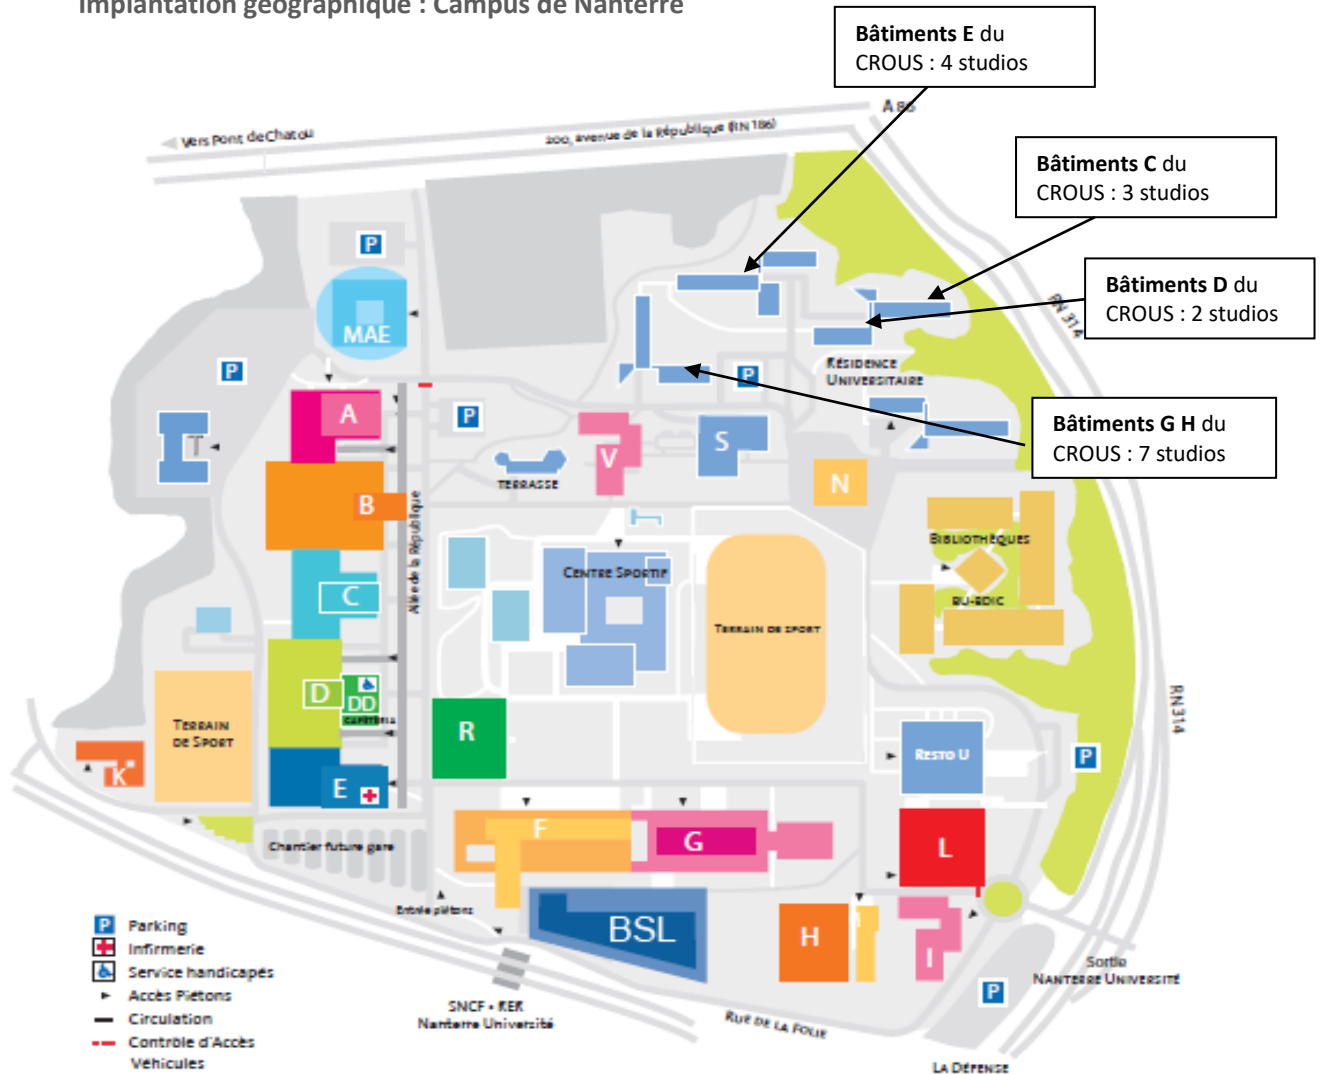 Implantation géographique : Campus de Nanterre
Bâtiments E du
CROUS : 4 studios
A 86
Vers Pont de Chatou
200, avenue de la République (RN 186)
Bâtiments C du
CROUS : 3 studios
Bâtiments D du
CROUS : 2 studios
RN 314
P
MAE
P
RÉSIDENCE
UNIVERSITAIRE
P
A
P
Bâtiments G H du
CROUS : 7 studios
T
V
S
TERRASSE
N
B
Allée de la République
BIBLIOTHÈQUES
CENTRE SPORTIF
C
BU-BDIC
TERRAIN DE SPORT
D
DD
CAFÉTÉRIA
RN 314
TERRAIN
DE SPORT
R
RESTO U
P
K
E
F
G
L
Chantier future gare
Entrée piétons
BSL
H
I
P
Parking
Infirmerie
Service handicapés
Accès Piétons
Circulation
Contrôle d'Accès
Véhicules
Sortie
NANTERRE UNIVERSITÉ
P
SNCF • RER
Nanterre Université
RUE DE LA FOLIE
LA DÉFENSE